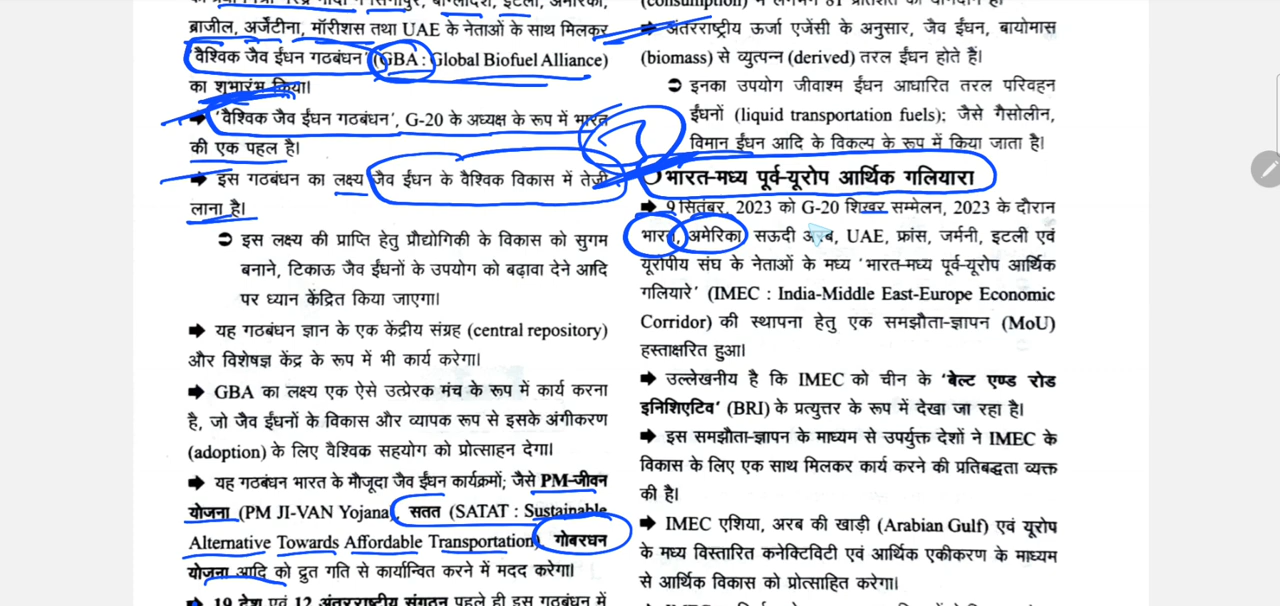 ब्राजील, अर्जेंटीना, मॉरीशस तथा UAE के नेताओं के साथ मिलकर
'वैश्विक जैव ईंधन गठबंधन' (GBA : Global Biofuel Alliance)
का शुभारंभ किया।
➡ 'वैश्विक जैव ईंधन गठबंधन', G-20 के अध्यक्ष के रूप में भारत
की एक पहल है।
➡ इस गठबंधन का लक्ष्य जैव ईंधन के वैश्विक विकास में तेज़ी
लाना है।
➲ इस लक्ष्य की प्राप्ति हेतु प्रौद्योगिकी के विकास को सुगम
बनाने, टिकाऊ जैव ईंधनों के उपयोग को बढ़ावा देने आदि
पर ध्यान केंद्रित किया जाएगा।
➡ यह गठबंधन ज्ञान के एक केंद्रीय संग्रह (central repository)
और विशेषज्ञ केंद्र के रूप में भी कार्य करेगा।
➡ GBA का लक्ष्य एक ऐसे उत्प्रेरक मंच के रूप में कार्य करना
है, जो जैव ईंधनों के विकास और व्यापक रूप से इसके अंगीकरण
(adoption) के लिए वैश्विक सहयोग को प्रोत्साहन देगा।
➡ यह गठबंधन भारत के मौजूदा जैव ईंधन कार्यक्रमों; जैसे PM-जीवन
योजना (PM JI-VAN Yojana), सतत (SATAT : Sustainable
Alternative Towards Affordable Transportation), गोबरधन
योजना आदि को द्रुत गति से कार्यान्वित करने में मदद करेगा।
➡ 19 देश एवं 12 अंतरराष्ट्रीय संगठन पहले ही इस गठबंधन में
➡ अंतरराष्ट्रीय ऊर्जा एजेंसी के अनुसार, जैव ईंधन, बायोमास
(biomass) से व्युत्पन्न (derived) तरल ईंधन होते हैं।
➲ इनका उपयोग जीवाश्म ईंधन आधारित तरल परिवहन
ईंधनों (liquid transportation fuels); जैसे गैसोलीन,
विमान ईंधन आदि के विकल्प के रूप में किया जाता है।
भारत-मध्य पूर्व-यूरोप आर्थिक गलियारा
➡ 9 सितंबर, 2023 को G-20 शिखर सम्मेलन, 2023 के दौरान
भारत, अमेरिका, सऊदी अरब, UAE, फ्रांस, जर्मनी, इटली एवं
यूरोपीय संघ के नेताओं के मध्य 'भारत-मध्य पूर्व-यूरोप आर्थिक
गलियारे' (IMEC : India-Middle East-Europe Economic
Corridor) की स्थापना हेतु एक समझौता-ज्ञापन (MoU)
हस्ताक्षरित हुआ।
➡ उल्लेखनीय है कि IMEC को चीन के 'बेल्ट एण्ड रोड
इनिशिएटिव' (BRI) के प्रत्युत्तर के रूप में देखा जा रहा है।
➡ इस समझौता-ज्ञापन के माध्यम से उपर्युक्त देशों ने IMEC के
विकास के लिए एक साथ मिलकर कार्य करने की प्रतिबद्धता व्यक्त
की है।
➡ IMEC एशिया, अरब की खाड़ी (Arabian Gulf) एवं यूरोप
के मध्य विस्तारित कनेक्टिविटी एवं आर्थिक एकीकरण के माध्यम
से आर्थिक विकास को प्रोत्साहित करेगा।